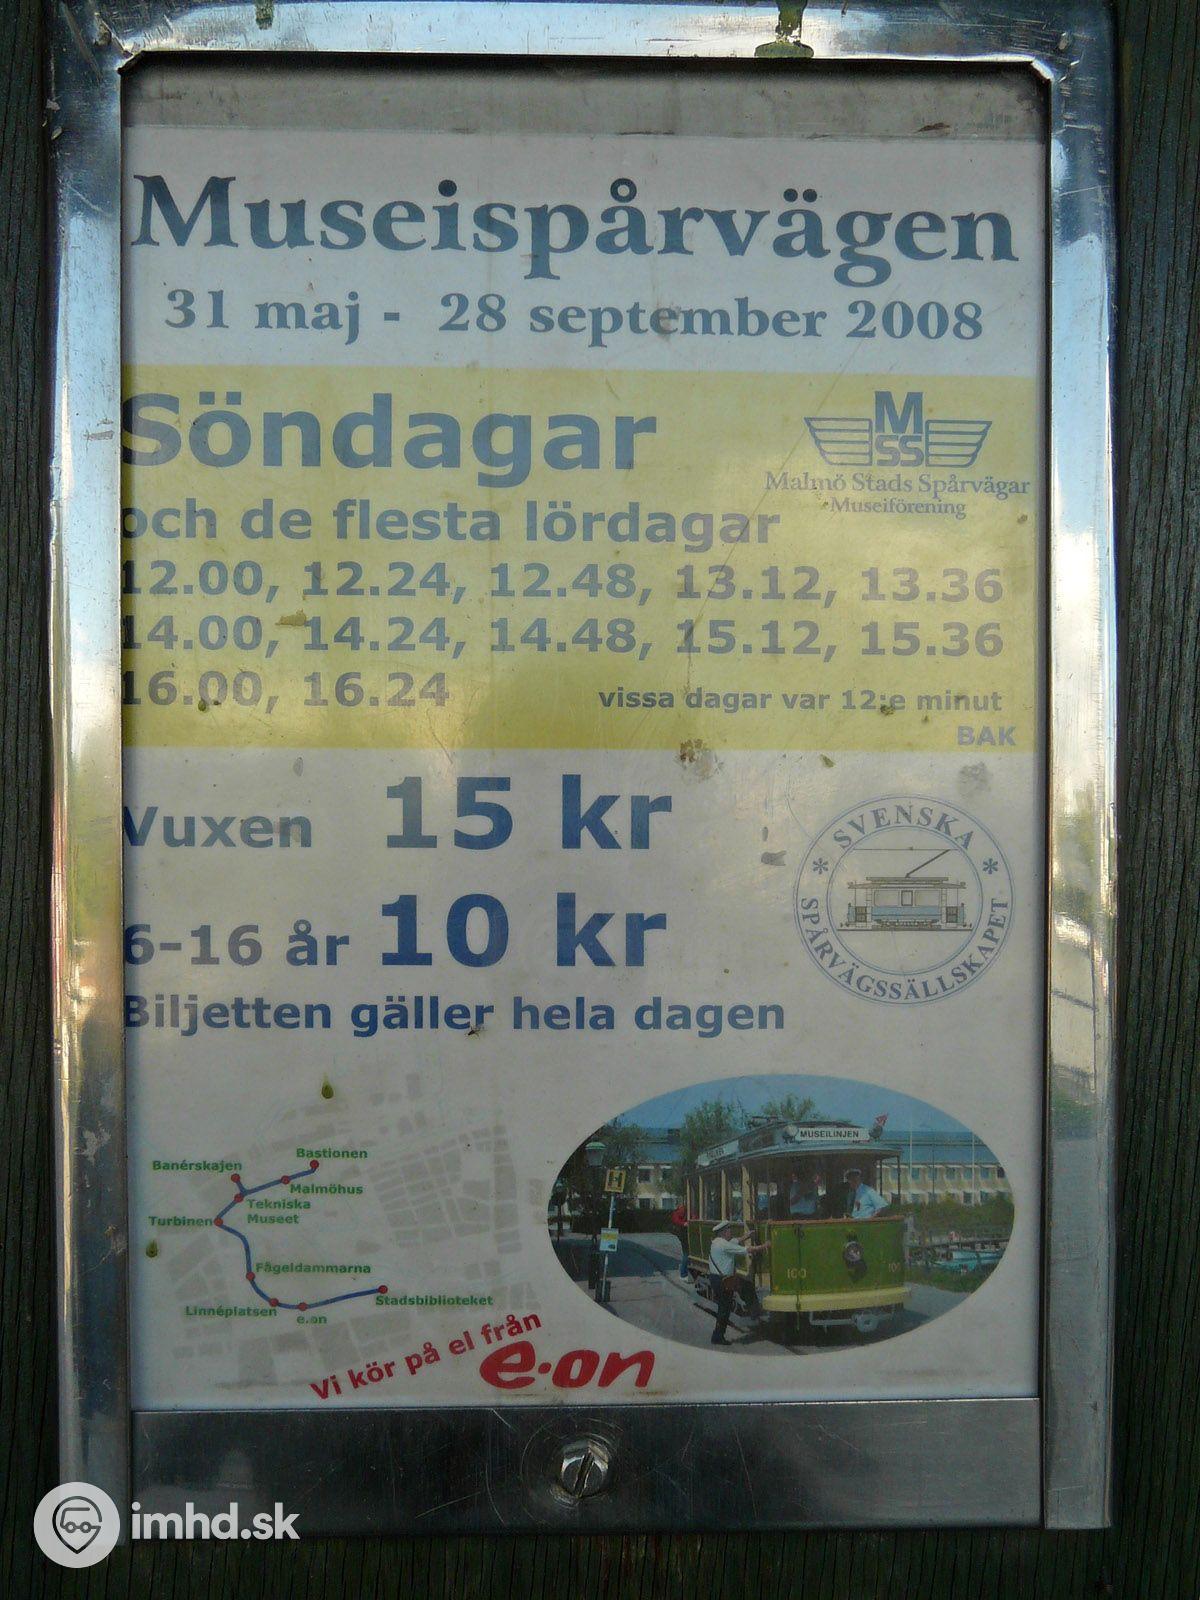 Museispårvägen
31 maj - 28 september 2008
Söndagar
och de flesta lördagar
12.00, 12.24, 12.48, 13.12, 13.36
14.00, 14.24, 14.48, 15.12, 15.36
16.00, 16.24
vissa dagar var 12:e minut
BAK
MSS
Malmö Stads Spårvägar
Museiförening
Vuxen 15 kr
6-16 år 10 kr
Biljetten gäller hela dagen
SVENSKA
SPÅRVÄGSSÄLLSKAPET
Bastionen
Banérskajen
Malmöhus
Tekniska
Museet
Turbinen
Fågeldammarna
Linnéplatsen
e.on
Stadsbiblioteket
Vi kör på el från
e-on
MUSEILINJEN
H
100
100
imhd.sk